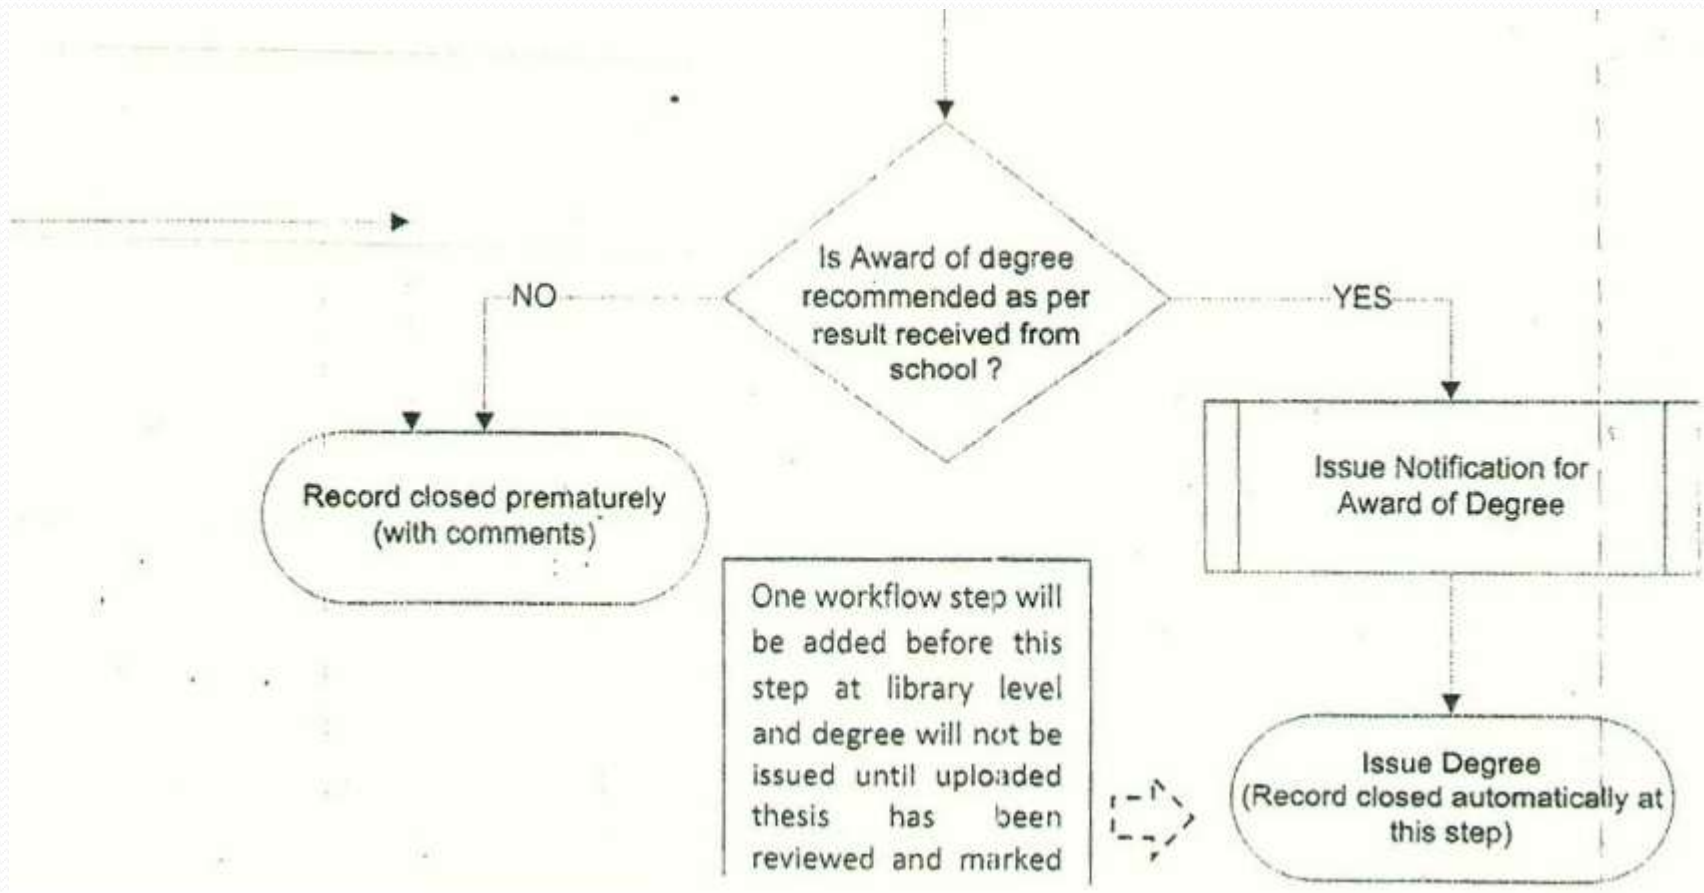 Is Award of degree
recommended as per
result received from
school ?
NO
YES
Record closed prematurely
(with comments)
Issue Notification for
Award of Degree
One workflow step will
be added before this
step at library level
and degree will not be
issued until uploaded
thesis has been
reviewed and marked
Issue Degree
(Record closed automatically at
this step)